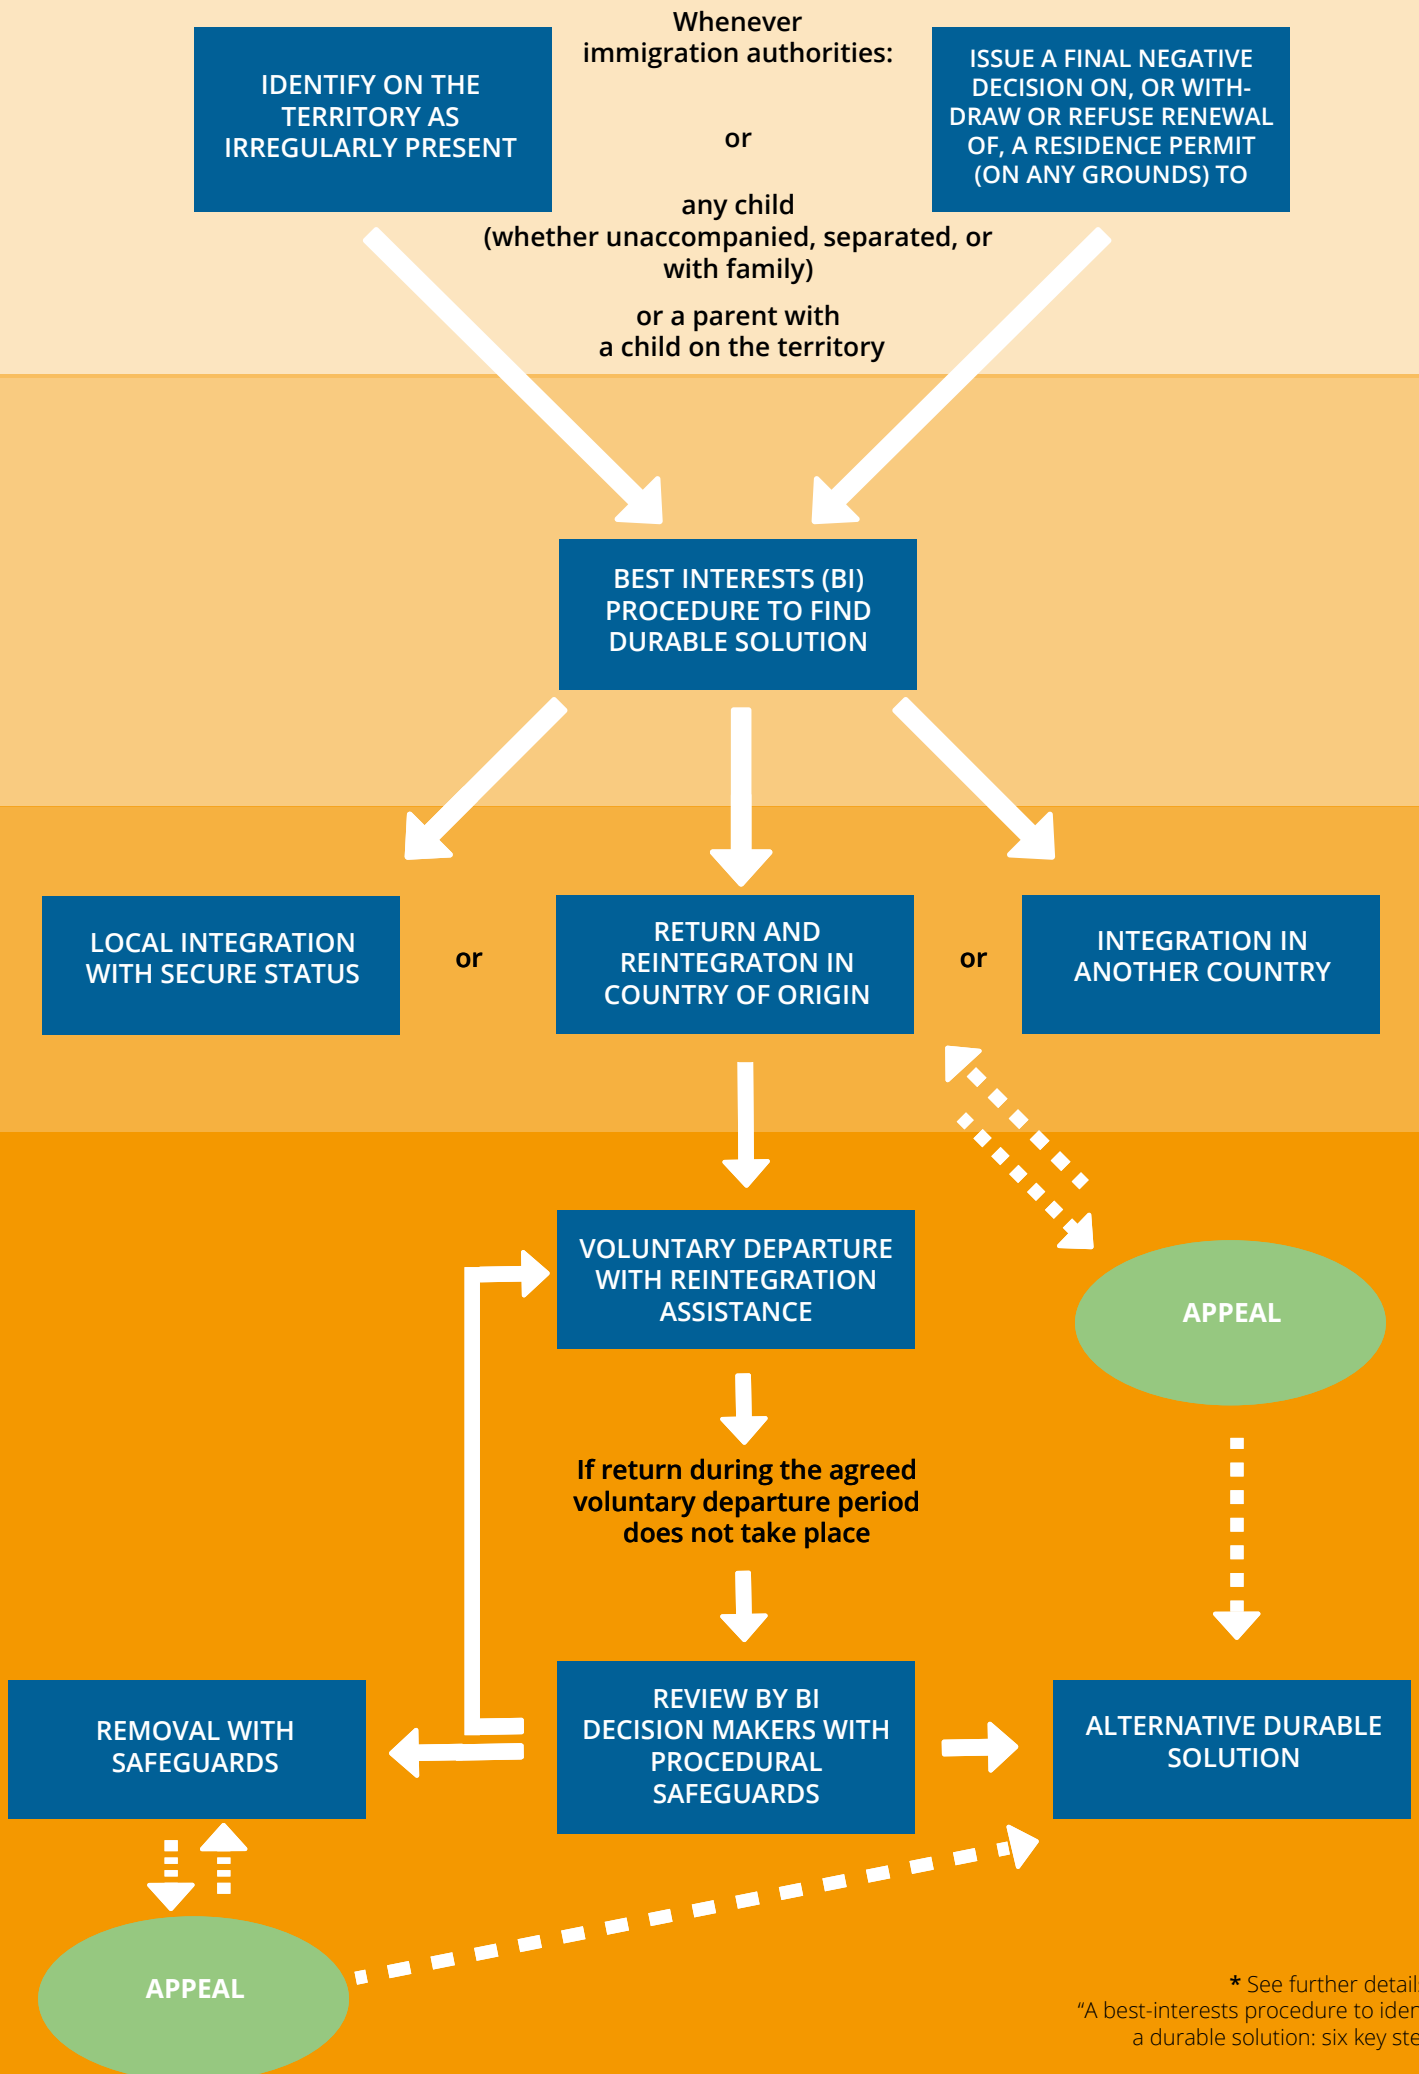 Whenever
immigration authorities:
IDENTIFY ON THE
TERRITORY AS
IRREGULARLY PRESENT
or
ISSUE A FINAL NEGATIVE
DECISION ON, OR WITH-
DRAW OR REFUSE RENEWAL
OF, A RESIDENCE PERMIT
(ON ANY GROUNDS) TO
any child
(whether unaccompanied, separated, or
with family)
or a parent with
a child on the territory
BEST INTERESTS (BI)
PROCEDURE TO FIND
DURABLE SOLUTION
LOCAL INTEGRATION
WITH SECURE STATUS
or
RETURN AND
REINTEGRATON IN
COUNTRY OF ORIGIN
or
INTEGRATION IN
ANOTHER COUNTRY
VOLUNTARY DEPARTURE
WITH REINTEGRATION
ASSISTANCE
APPEAL
If return during the agreed
voluntary departure period
does not take place
REMOVAL WITH
SAFEGUARDS
REVIEW BY BI
DECISION MAKERS WITH
PROCEDURAL
SAFEGUARDS
ALTERNATIVE DURABLE
SOLUTION
APPEAL
* See further
"A best-interests procedure to
a durable solution: six key